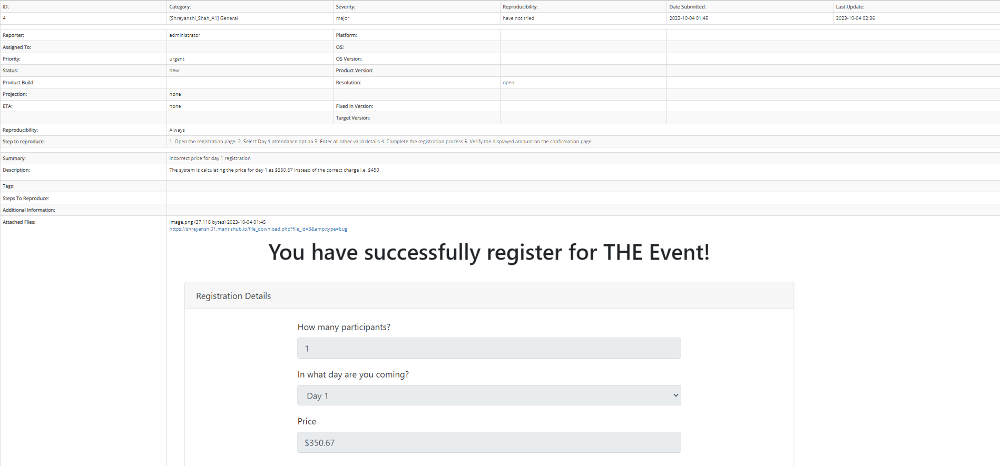 ID: Category: Severity: Reproducibility: Date Submitted: Last Update:
4 [Shreyanshi_Shah_A1] General major have not tried 2023-10-04 01:45 2023-10-04 02:36
Reporter: administrator Platform:
Assigned To: OS:
Priority: urgent OS Version:
Status: new Product Version:
Product Build: Resolution: open
Projection: none
ETA: none Fixed in Version:
Target Version:
Reproducibility: Always
Step to reproduce: 1. Open the registration page. 2. Select Day 1 attendance option 3. Enter all other valid details 4. Complete the registration process 5. Verify the displayed amount on the confirmation page.
Summary: Incorrect price for day 1 registration
Description: The system is calculating the price for day 1 as $350.67 instead of the correct charge i.e. $450
Tags:
Steps To Reproduce:
Additional Information:
Attached Files: image.png (37,118 bytes) 2023-10-04 01:45
https://shreyanshi01.mantishub.io/file_download.php?file_id=3&amp;type=bug
You have successfully register for THE Event!
Registration Details
How many participants?
1
In what day are you coming?
Day 1
Price
$350.67